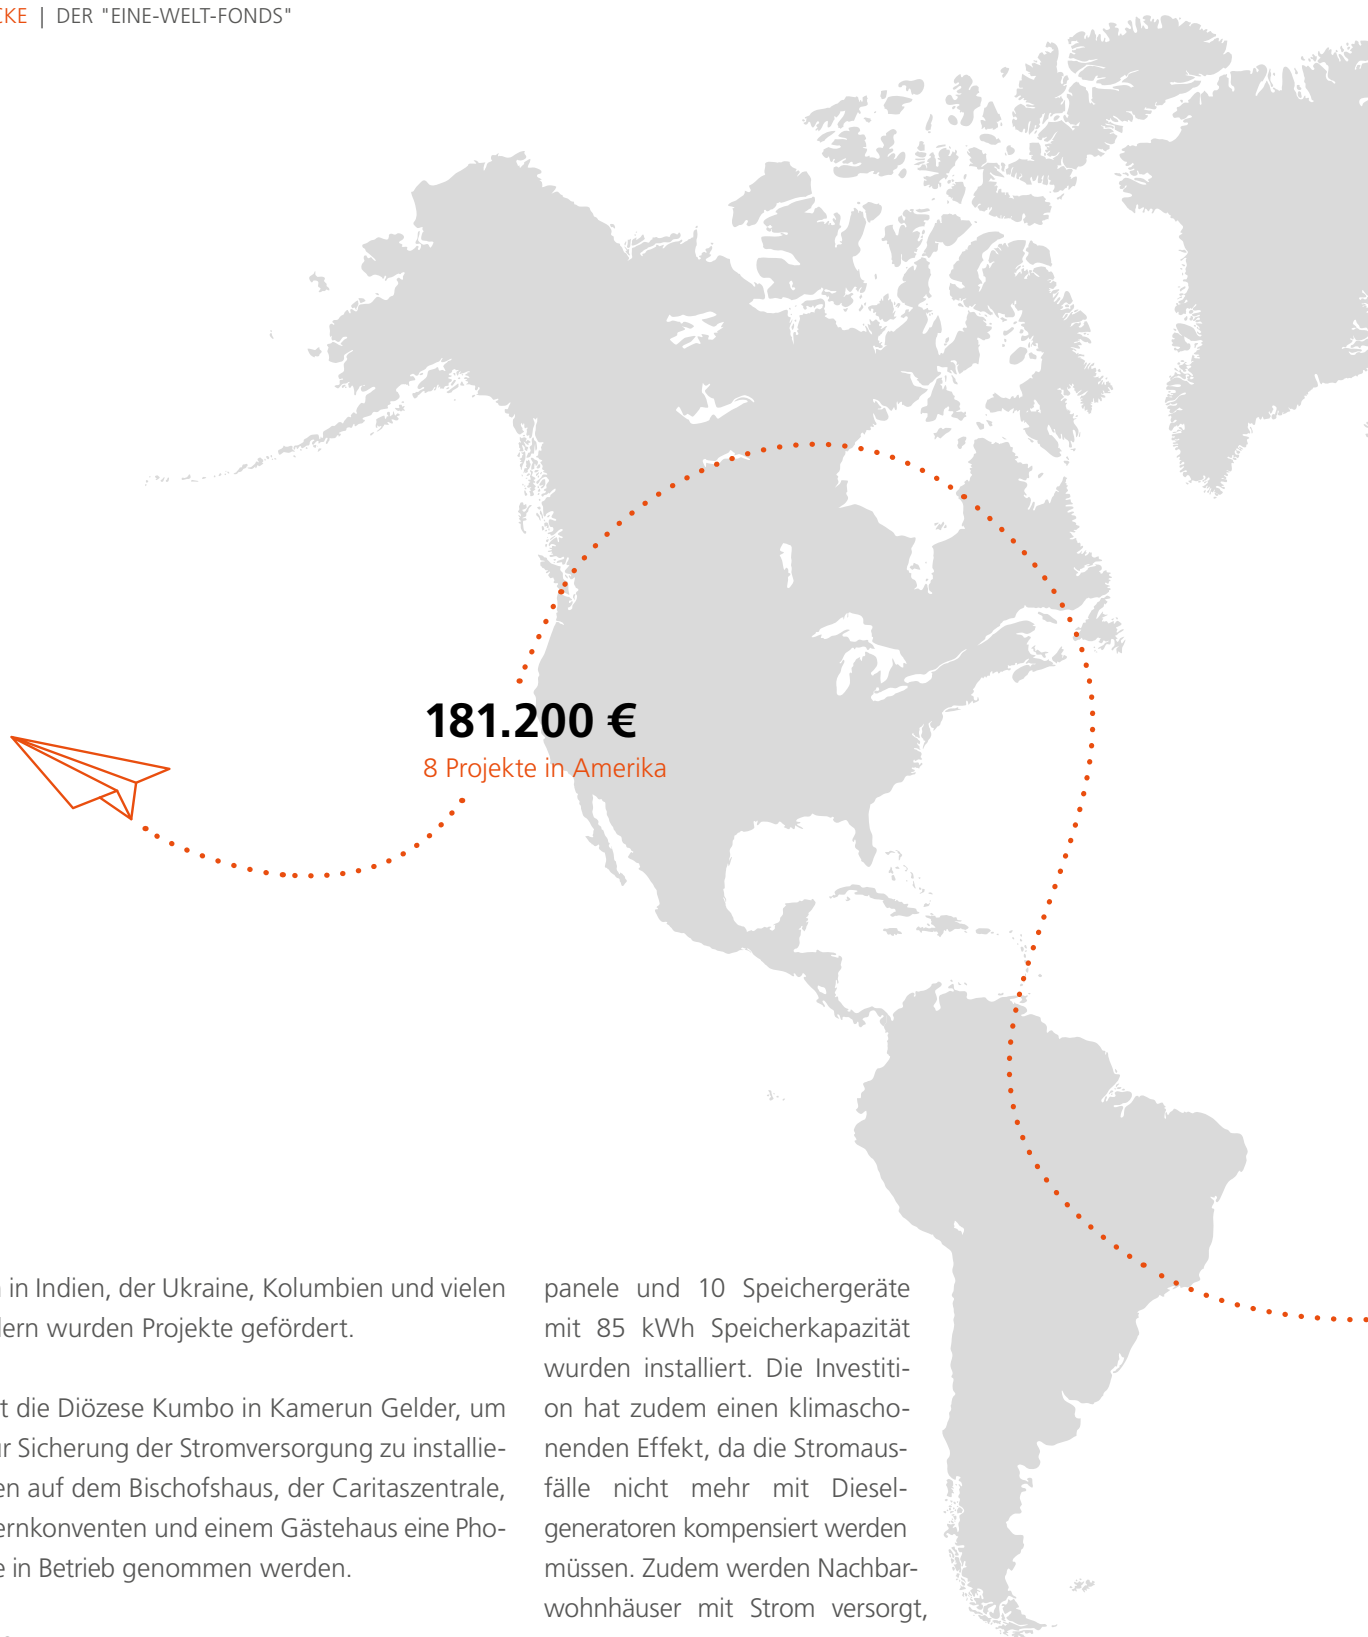 CKE | DER "EINE-WELT-FONDS"
181.200 €
8 Projekte in Amerika
in Indien, der Ukraine, Kolumbien und vielen
dern wurden Projekte gefördert.
t die Diözese Kumbo in Kamerun Gelder, um
ur Sicherung der Stromversorgung zu installie-
en auf dem Bischofshaus, der Caritaszentrale,
ernkonventen und einem Gästehaus eine Pho-
e in Betrieb genommen werden.
panele und 10 Speichergeräte
mit 85 kWh Speicherkapazität
wurden installiert. Die Investiti-
on hat zudem einen klimascho-
nenden Effekt, da die Stromaus-
fälle nicht mehr mit Diesel-
generatoren kompensiert werden
müssen. Zudem werden Nachbar-
wohnhäuser mit Strom versorgt,